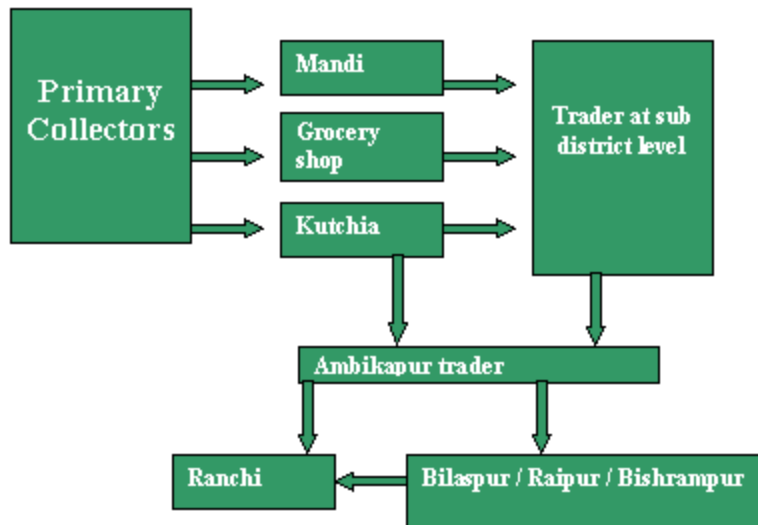 Primary
Collectors
Mandi
Grocery
shop
Kutchia
Trader at sub
district level
Ambikapur trader
Ranchi
Bilaspur / Raipur / Bishrampur